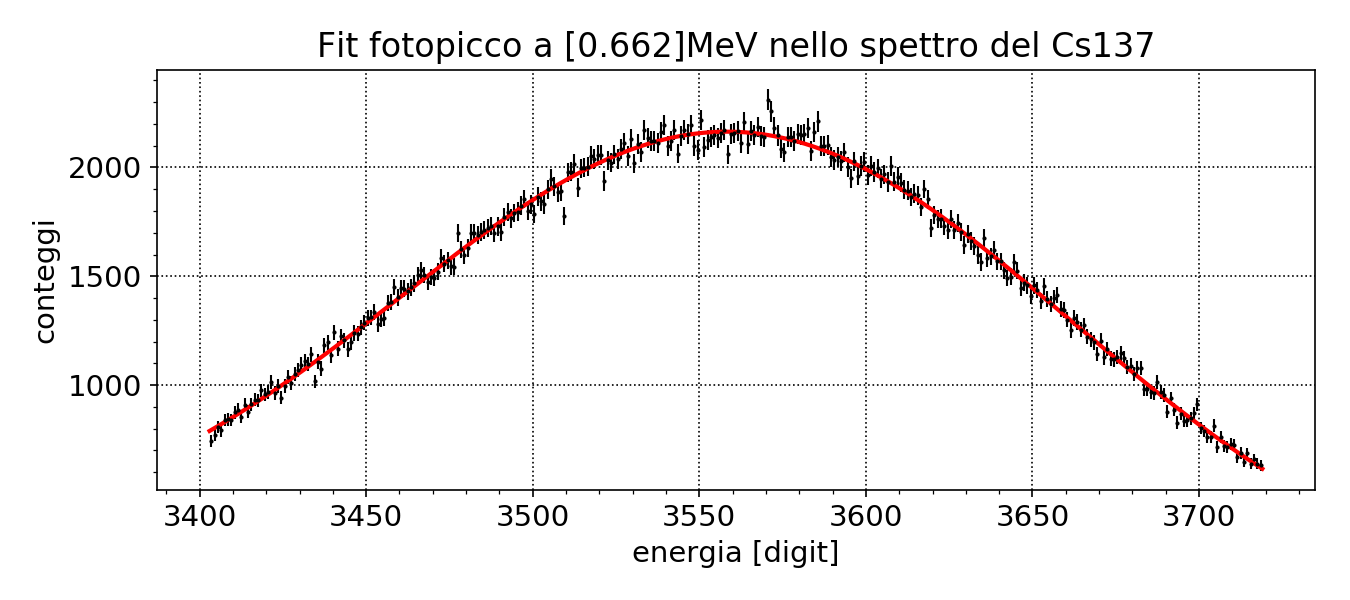 Fit fotopicco a [0.662]MeV nello spettro del Cs137
conteggi
2000
1500
1000
3400 3450 3500 3550 3600 3650 3700
energia [digit]